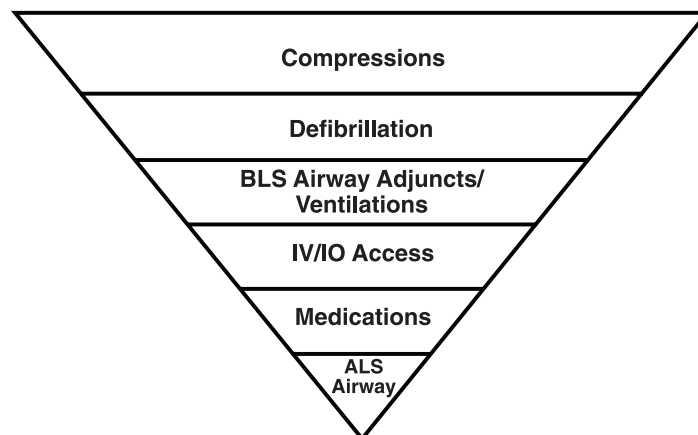 Compressions
Defibrillation
BLS Airway Adjuncts/
Ventilations
IV/IO Access
Medications
ALS
Airway